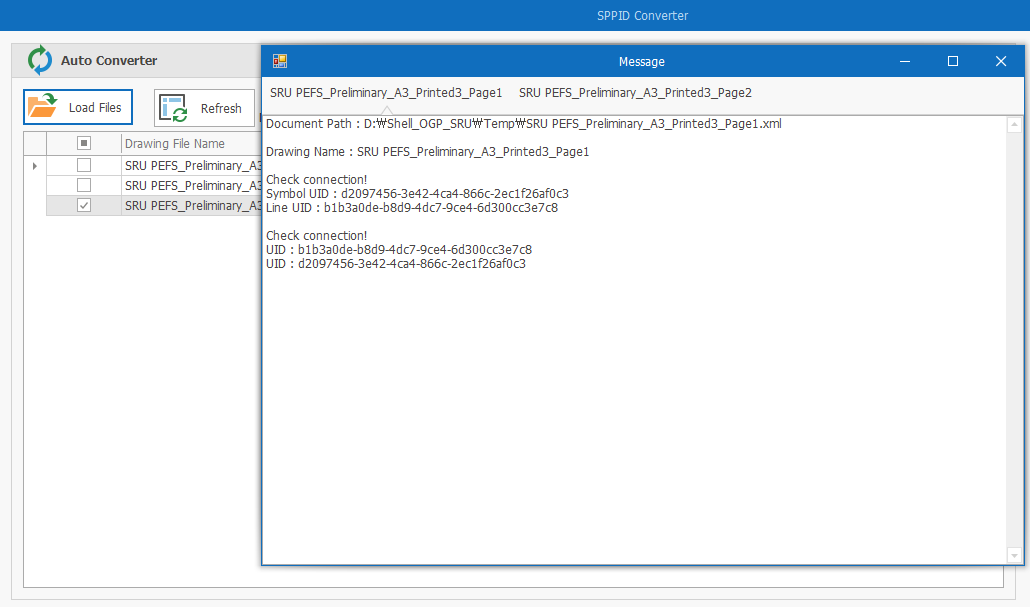 SPPID Converter
Auto Converter
Load Files
Refresh
Drawing File Name
SRU PEFS_Preliminary_A3
SRU PEFS_Preliminary_A3
SRU PEFS_Preliminary_A3
Message
SRU PEFS_Preliminary_A3_Printed3_Page1 SRU PEFS_Preliminary_A3_Printed3_Page2
Document Path : D:₩Shell_OGP_SRU₩Temp₩SRU PEFS_Preliminary_A3_Printed3_Page1.xml
Drawing Name : SRU PEFS_Preliminary_A3_Printed3_Page1
Check connection!
Symbol UID : d2097456-3e42-4ca4-866c-2ec1f26af0c3
Line UID : b1b3a0de-b8d9-4dc7-9ce4-6d300cc3e7c8
Check connection!
UID : b1b3a0de-b8d9-4dc7-9ce4-6d300cc3e7c8
UID : d2097456-3e42-4ca4-866c-2ec1f26af0c3